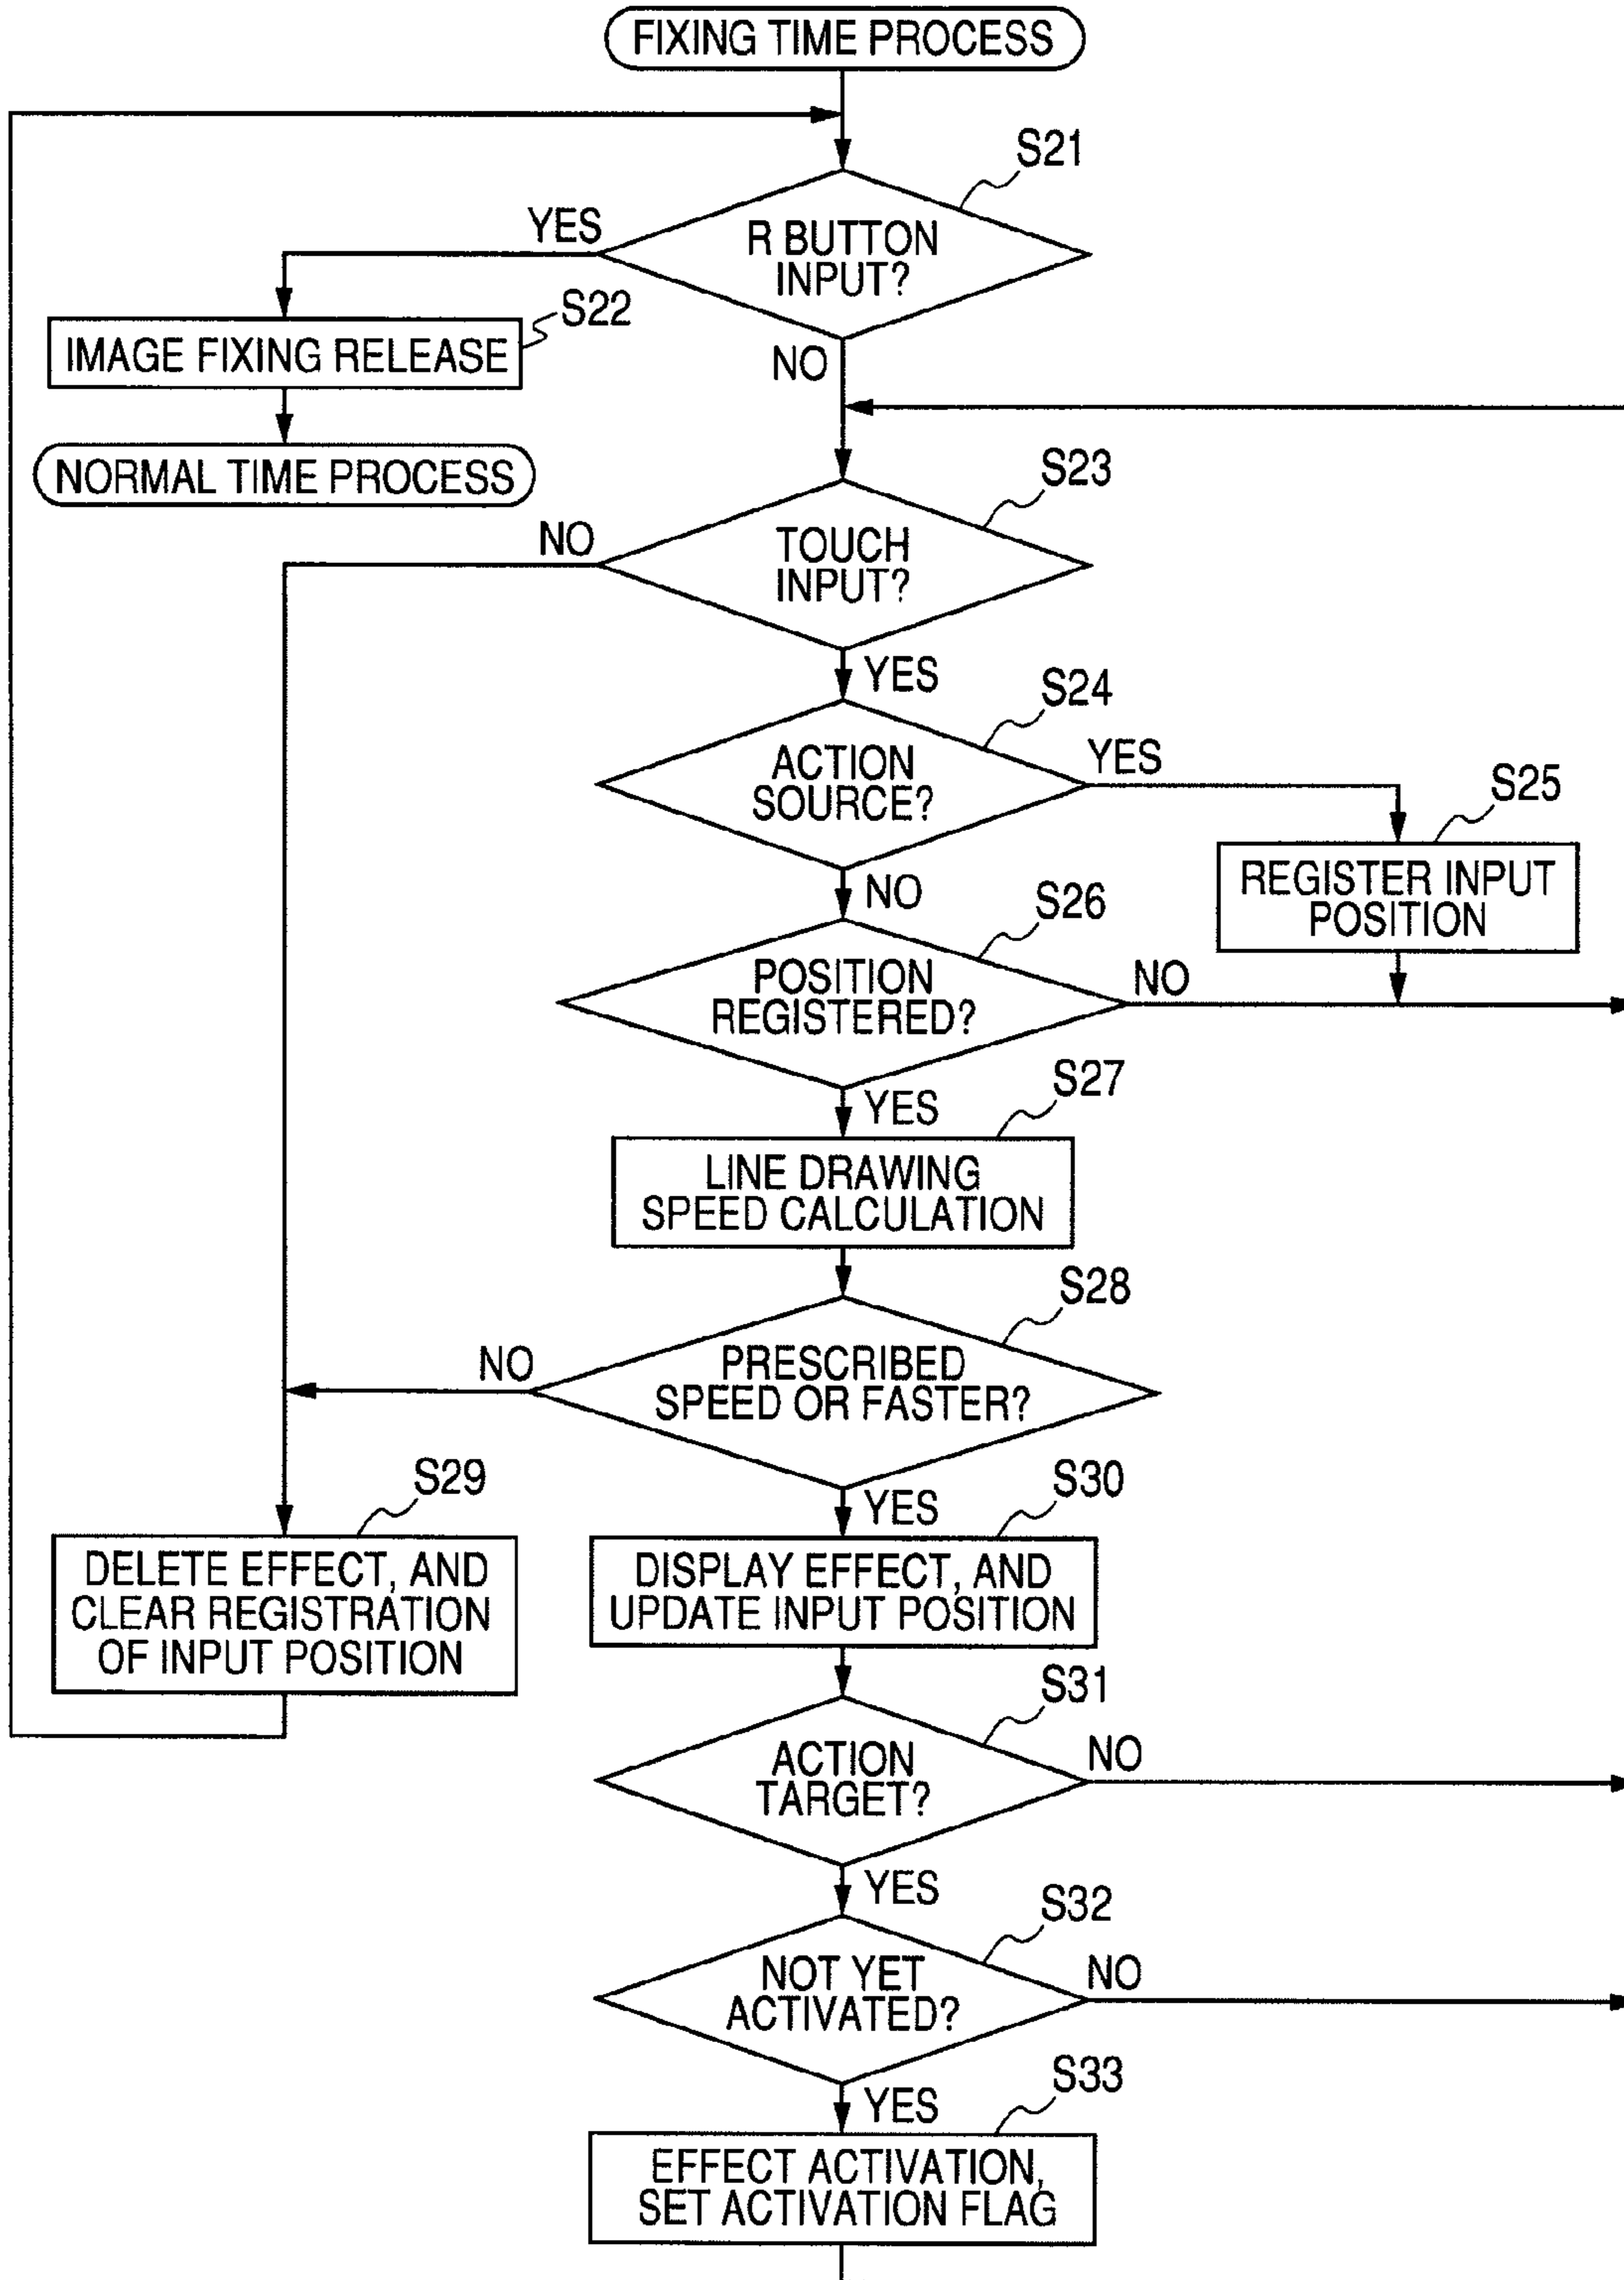 FIXING TIME PROCESS
S21
R BUTTON
INPUT?
YES
NO
S22
IMAGE FIXING RELEASE
NORMAL TIME PROCESS
S23
TOUCH
INPUT?
NO
YES
S24
ACTION
SOURCE?
YES
NO
S25
REGISTER INPUT
POSITION
S26
POSITION
REGISTERED?
NO
YES
S27
LINE DRAWING
SPEED CALCULATION
S28
PRESCRIBED
SPEED OR FASTER?
NO
YES
S29
DELETE EFFECT, AND
CLEAR REGISTRATION
OF INPUT POSITION
S30
DISPLAY EFFECT, AND
UPDATE INPUT POSITION
S31
ACTION
TARGET?
NO
YES
S32
NOT YET
ACTIVATED?
NO
YES
S33
EFFECT ACTIVATION,
SET ACTIVATION FLAG